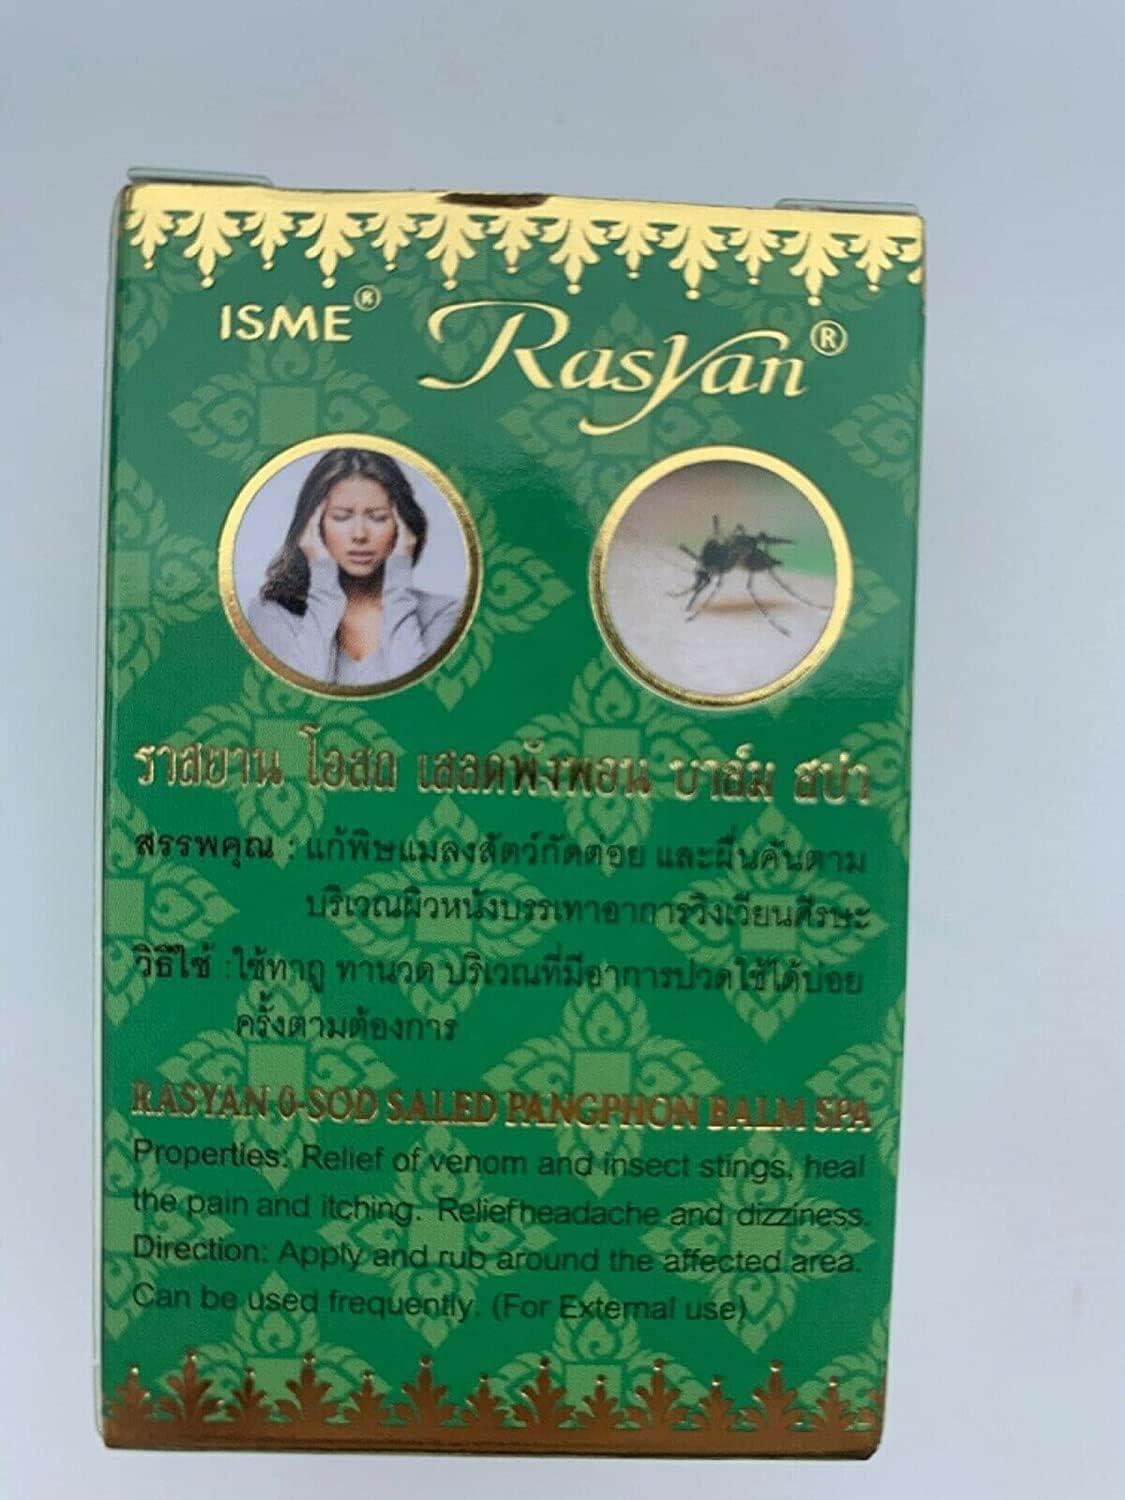 ISME® Rasyan®
ราสยาน โอสถ เสลดพังพอน บาล์ม สปา
สรรพคุณ : แก้พิษแมลงสัตว์กัดต่อย และผื่นคันตาม
บริเวณผิวหนังบรรเทาอาการวิงเวียนศีรษะ
วิธีใช้ : ใช้ทาถู ทานวด บริเวณที่มีอาการปวดใช้ได้บ่อย
ครั้งตามต้องการ
RASYAN O-SOD SALED PANGPHON BALM SPA
Properties: Relief of venom and insect stings, heal
the pain and itching. Relief headache and dizziness.
Direction: Apply and rub around the affected area.
Can be used frequently. (For External use)